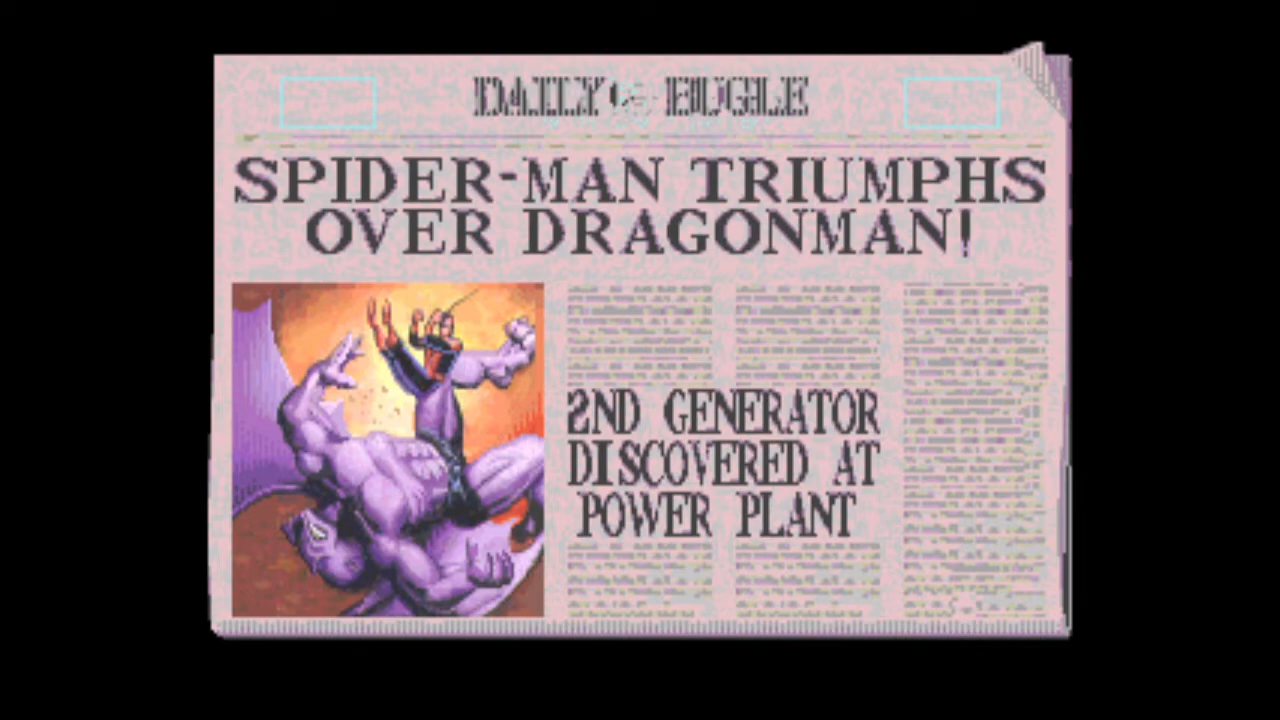 DAILY BUGLE
SPIDER-MAN TRIUMPHS
OVER DRAGONMAN!
2ND GENERATOR
DISCOVERED AT
POWER PLANT